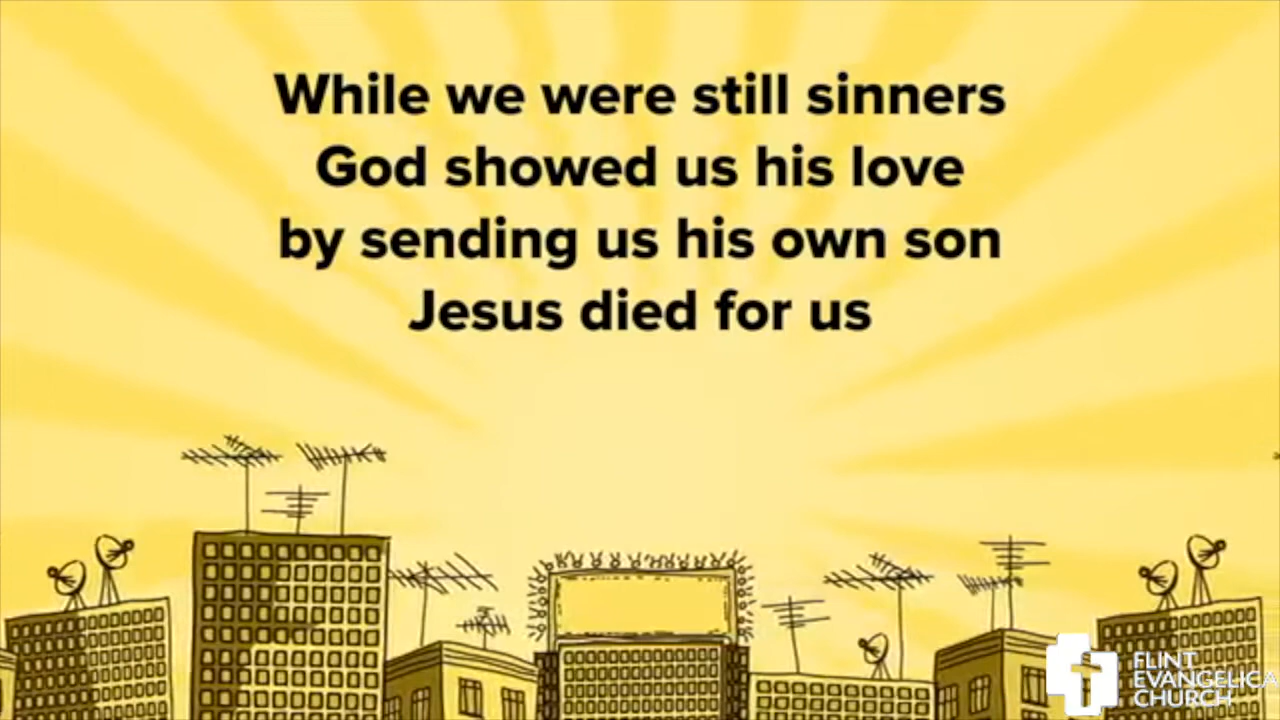 While we were still sinners
God showed us his love
by sending us his own son
Jesus died for us
FLINT
EVANGELICA
CHURCH